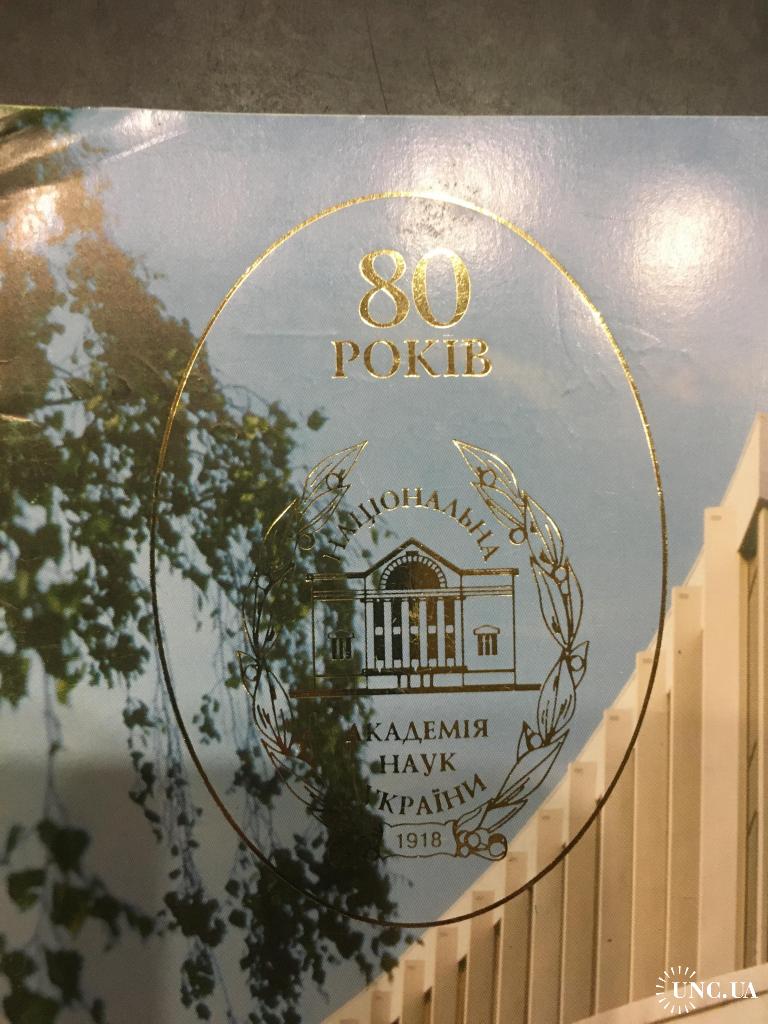 80
РОКІВ
НАЦІОНАЛЬНА
АКАДЕМІЯ
НАУК
УКРАЇНИ
1918
UNC.UA